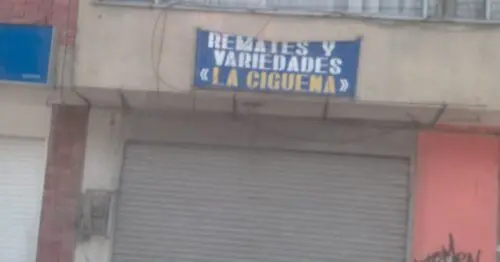 REMATES Y
VARIEDADES
«LA CIGUEÑA»